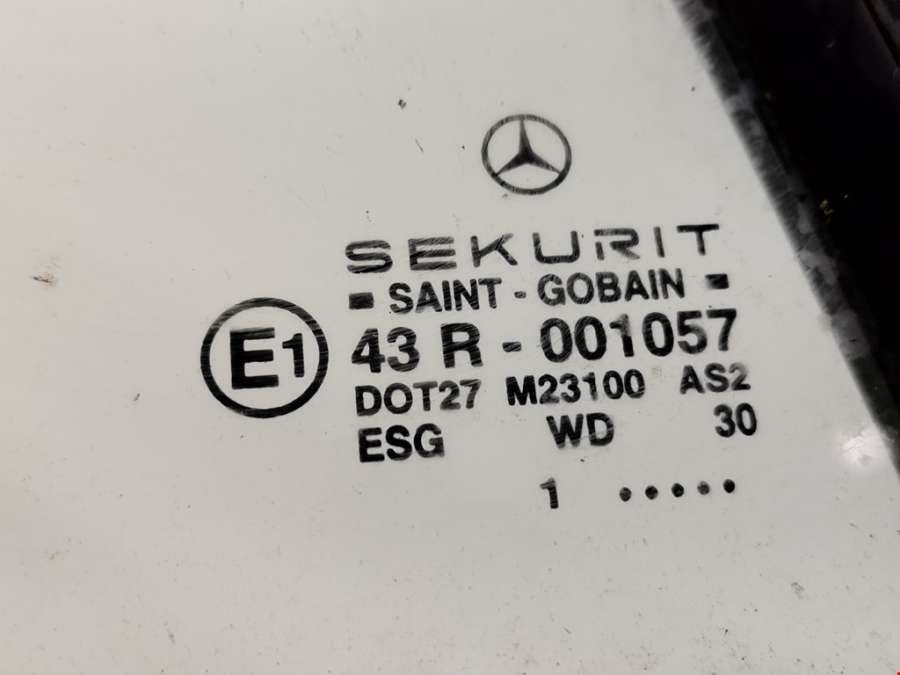 SEKURIT
▪ SAINT - GOBAIN ▪
E1 43 R - 001057
DOT27 M23100 AS2
ESG WD 30
1 •••••